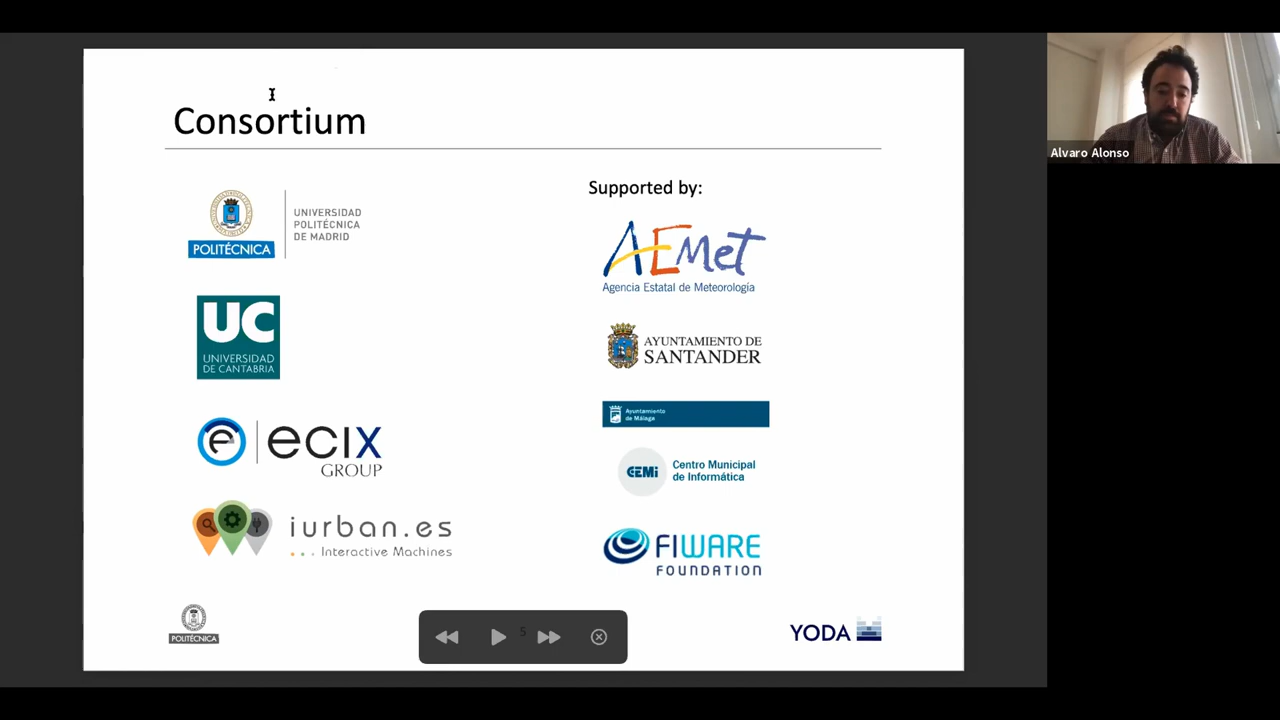 Consortium
POLITÉCNICA
UNIVERSIDAD
POLITÉCNICA
DE MADRID
UC
UNIVERSIDAD
DE CANTABRIA
e
ecix
GROUP
iurban.es
Interactive Machines
Supported by:
AEMet
Agencia Estatal de Meteorología
AYUNTAMIENTO DE
SANTANDER
Ayuntamiento
de Málaga
CEMi
Centro Municipal
de Informática
FIWARE
FOUNDATION
POLITÉCNICA
5
YODA
Alvaro Alonso